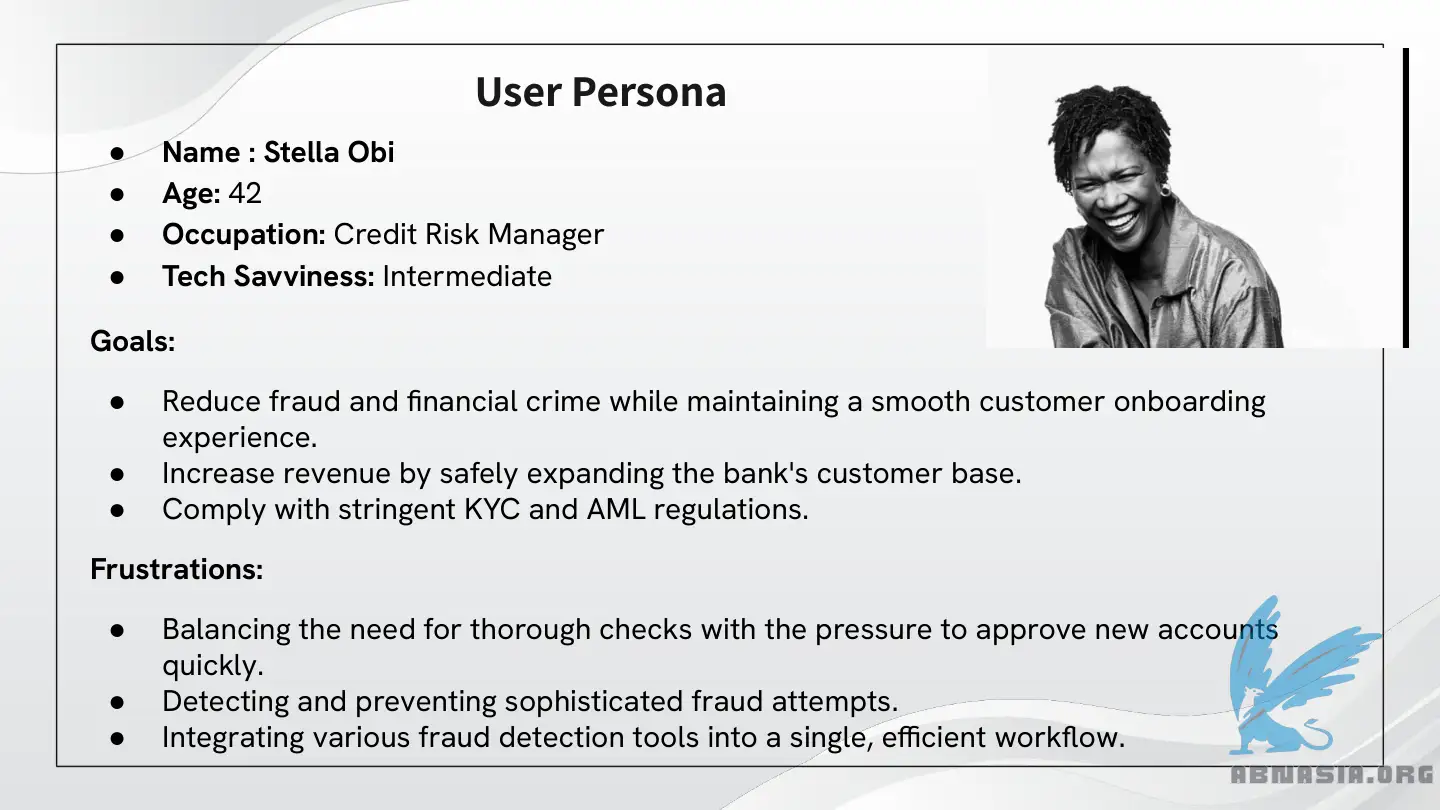 User Persona
● Name : Stella Obi
● Age: 42
● Occupation: Credit Risk Manager
● Tech Savviness: Intermediate
Goals:
● Reduce fraud and financial crime while maintaining a smooth customer onboarding
experience.
● Increase revenue by safely expanding the bank's customer base.
● Comply with stringent KYC and AML regulations.
Frustrations:
● Balancing the need for thorough checks with the pressure to approve new accounts
quickly.
● Detecting and preventing sophisticated fraud attempts.
● Integrating various fraud detection tools into a single, efficient workflow.
ABNASIA.ORG